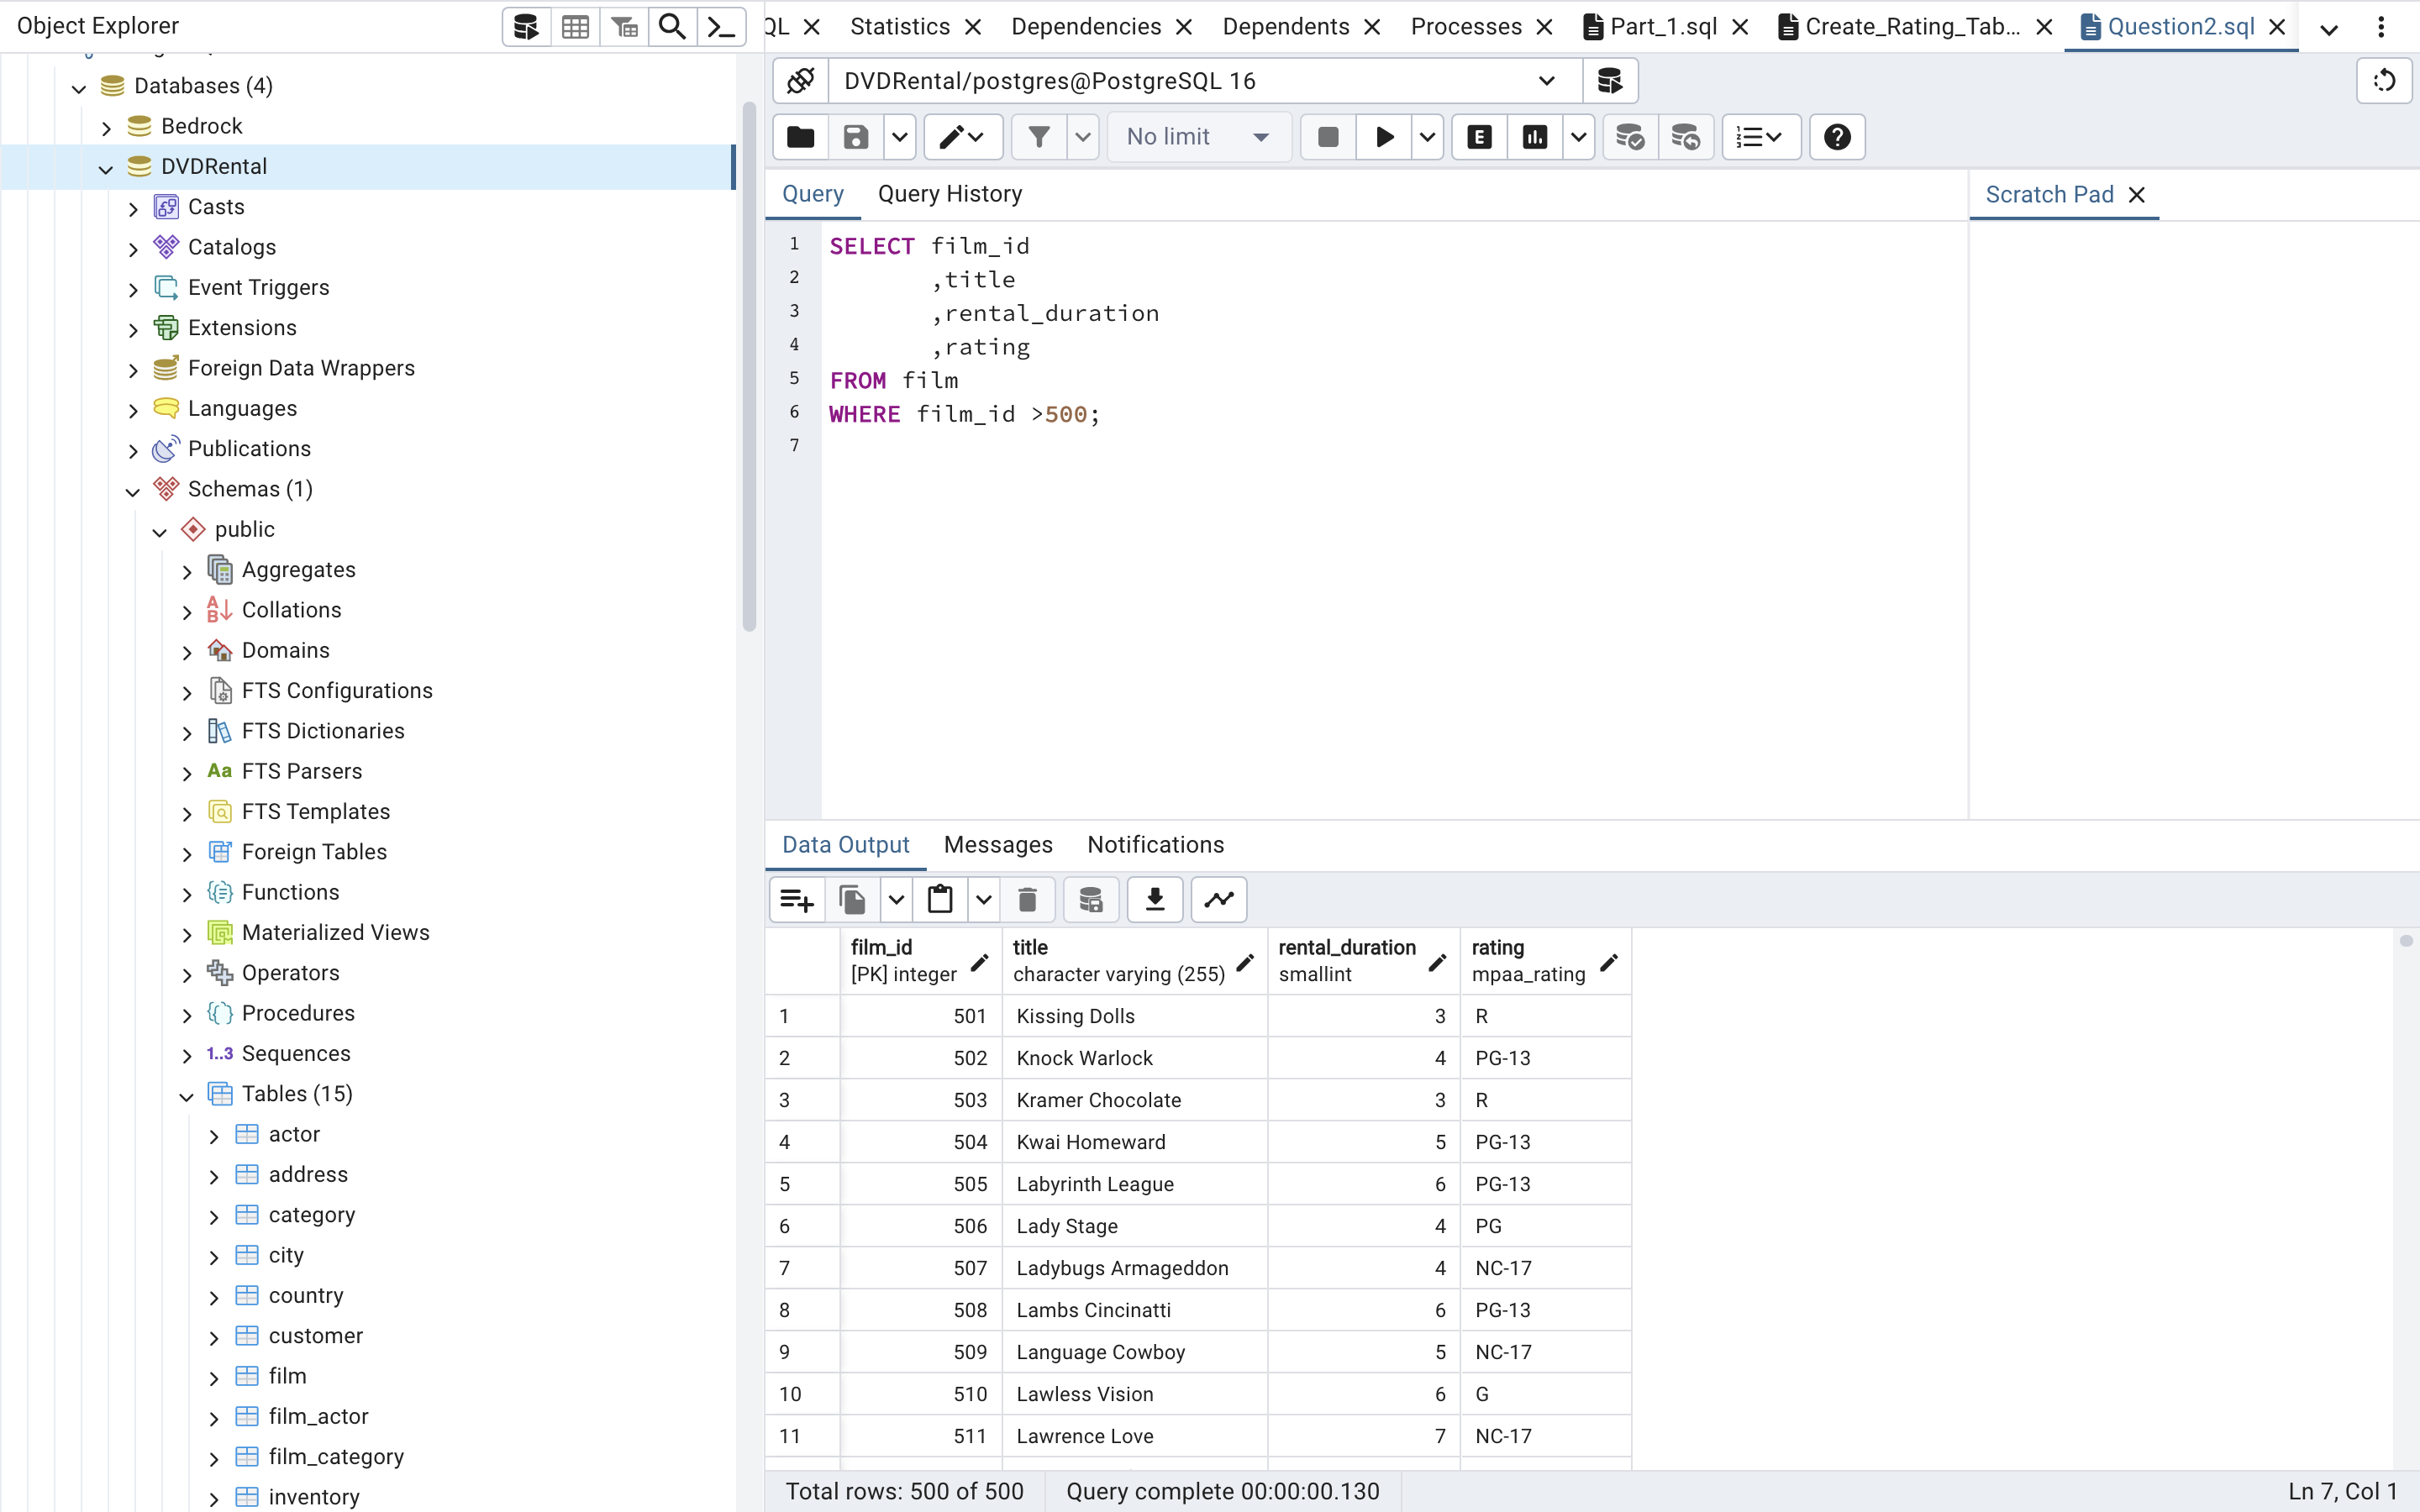 Object Explorer
Databases (4)
Bedrock
DVDRental
Casts
Catalogs
Event Triggers
Extensions
Foreign Data Wrappers
Languages
Publications
Schemas (1)
public
Aggregates
Collations
Domains
FTS Configurations
FTS Dictionaries
Aa FTS Parsers
FTS Templates
Foreign Tables
Functions
Materialized Views
Operators
Procedures
1..3 Sequences
Tables (15)
actor
address
category
city
country
customer
film
film_actor
film_category
inventory
QL Statistics Dependencies Dependents Processes Part_1.sql Create_Rating_Tab... Question2.sql
DVDRental/postgres@PostgreSQL 16
No limit E
Query Query History Scratch Pad
1 SELECT film_id
2 ,title
3 ,rental_duration
4 ,rating
5 FROM film
6 WHERE film_id >500;
7
Data Output Messages Notifications
film_id title rental_duration rating
[PK] integer character varying (255) smallint mpaa_rating
1 501 Kissing Dolls 3 R
2 502 Knock Warlock 4 PG-13
3 503 Kramer Chocolate 3 R
4 504 Kwai Homeward 5 PG-13
5 505 Labyrinth League 6 PG-13
6 506 Lady Stage 4 PG
7 507 Ladybugs Armageddon 4 NC-17
8 508 Lambs Cincinatti 6 PG-13
9 509 Language Cowboy 5 NC-17
10 510 Lawless Vision 6 G
11 511 Lawrence Love 7 NC-17
Total rows: 500 of 500 Query complete 00:00:00.130 Ln 7, Col 1